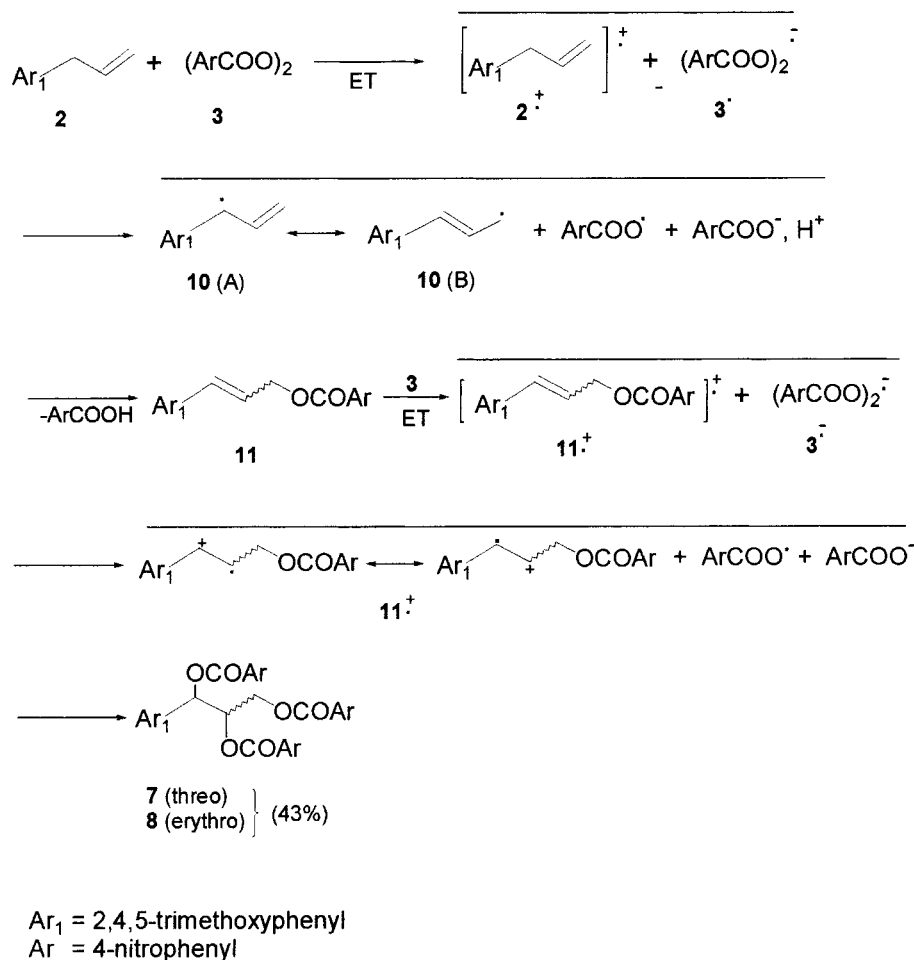 Ar1 + (ArCOO)2 ET [ Ar1 ]•+ + (ArCOO)2•-
2 3 2•+ 3•-
Ar1 • Ar1 • + ArCOO• + ArCOO-, H+
10 (A) 10 (B)
-ArCOOH Ar1 OCOAr 3 ET [ Ar1 OCOAr ]•+ + (ArCOO)2•-
11 11•+ 3•-
Ar1 + • OCOAr Ar1 • + OCOAr + ArCOO• + ArCOO-
11•+
OCOAr
Ar1 OCOAr
OCOAr
7 (threo)
8 (erythro) } (43%)
Ar1 = 2,4,5-trimethoxyphenyl
Ar = 4-nitrophenyl